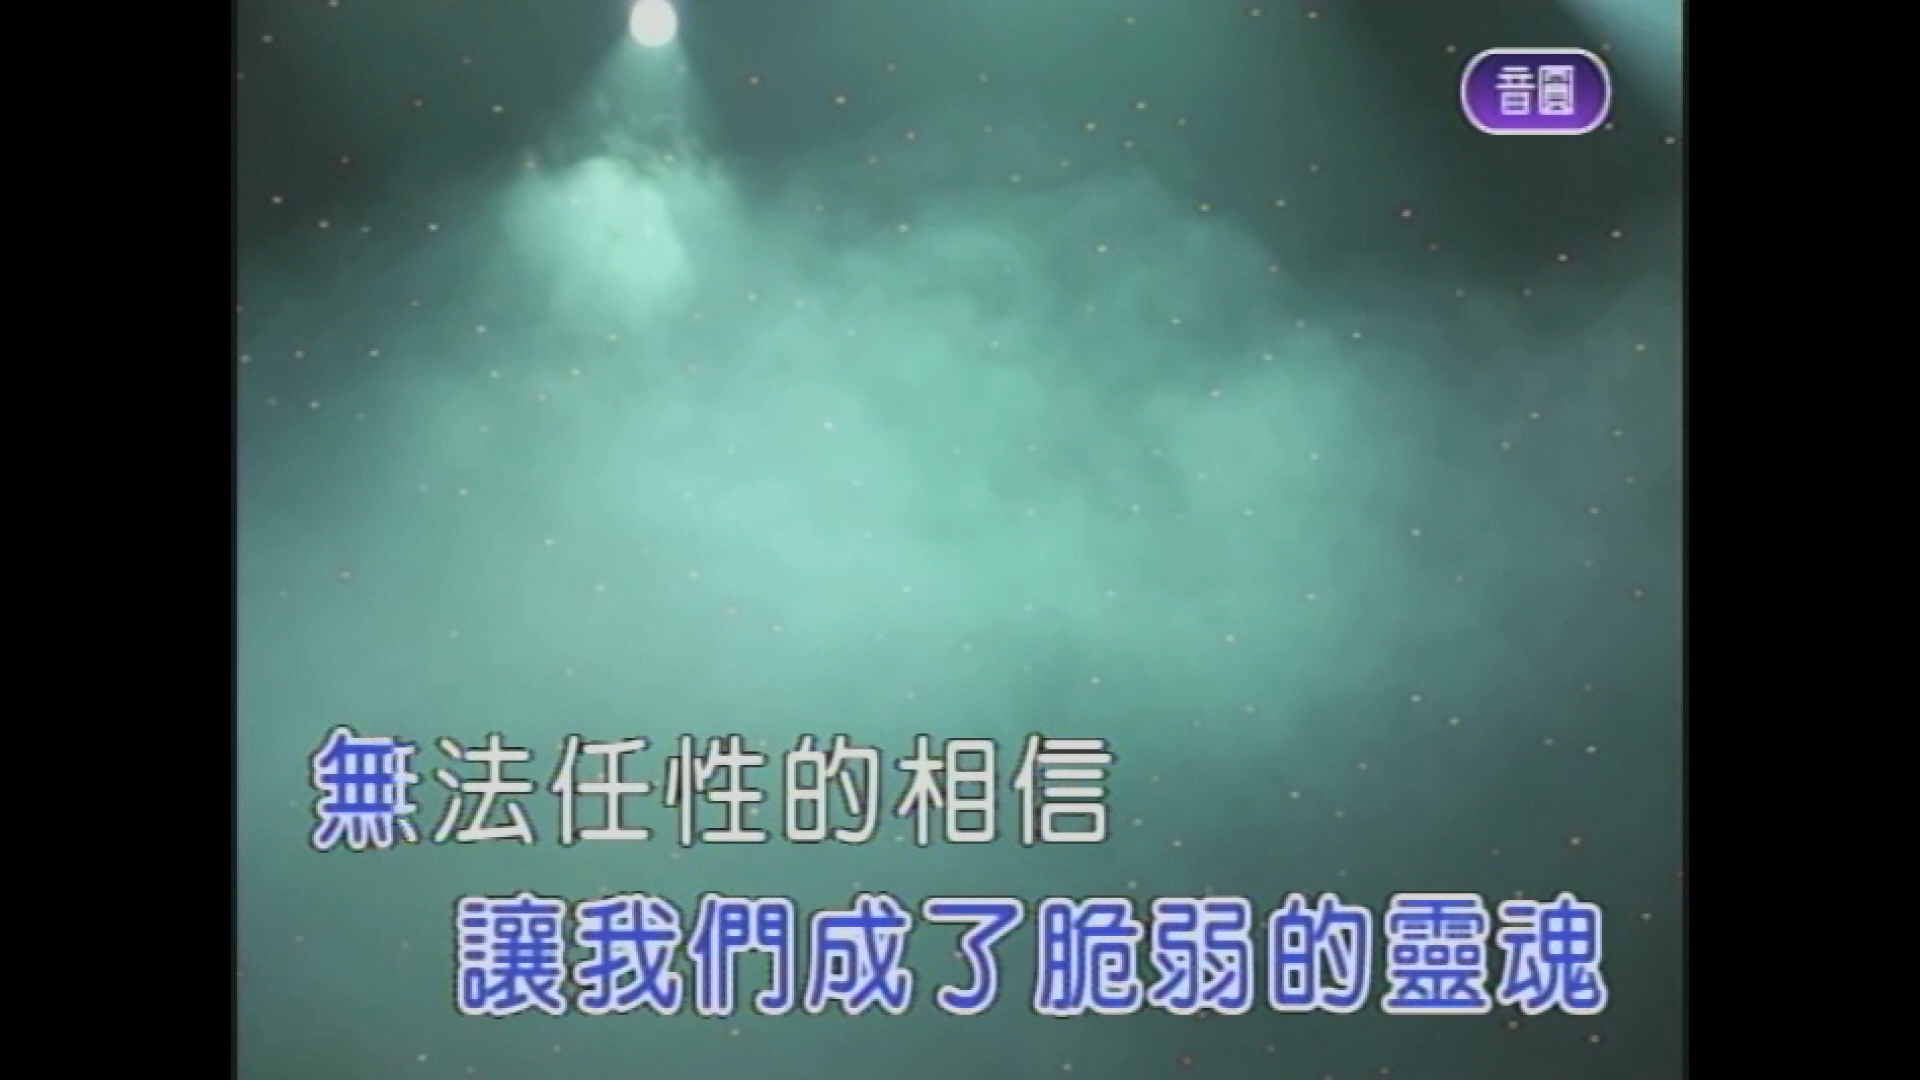 音圓
無法任性的相信
讓我們成了脆弱的靈魂